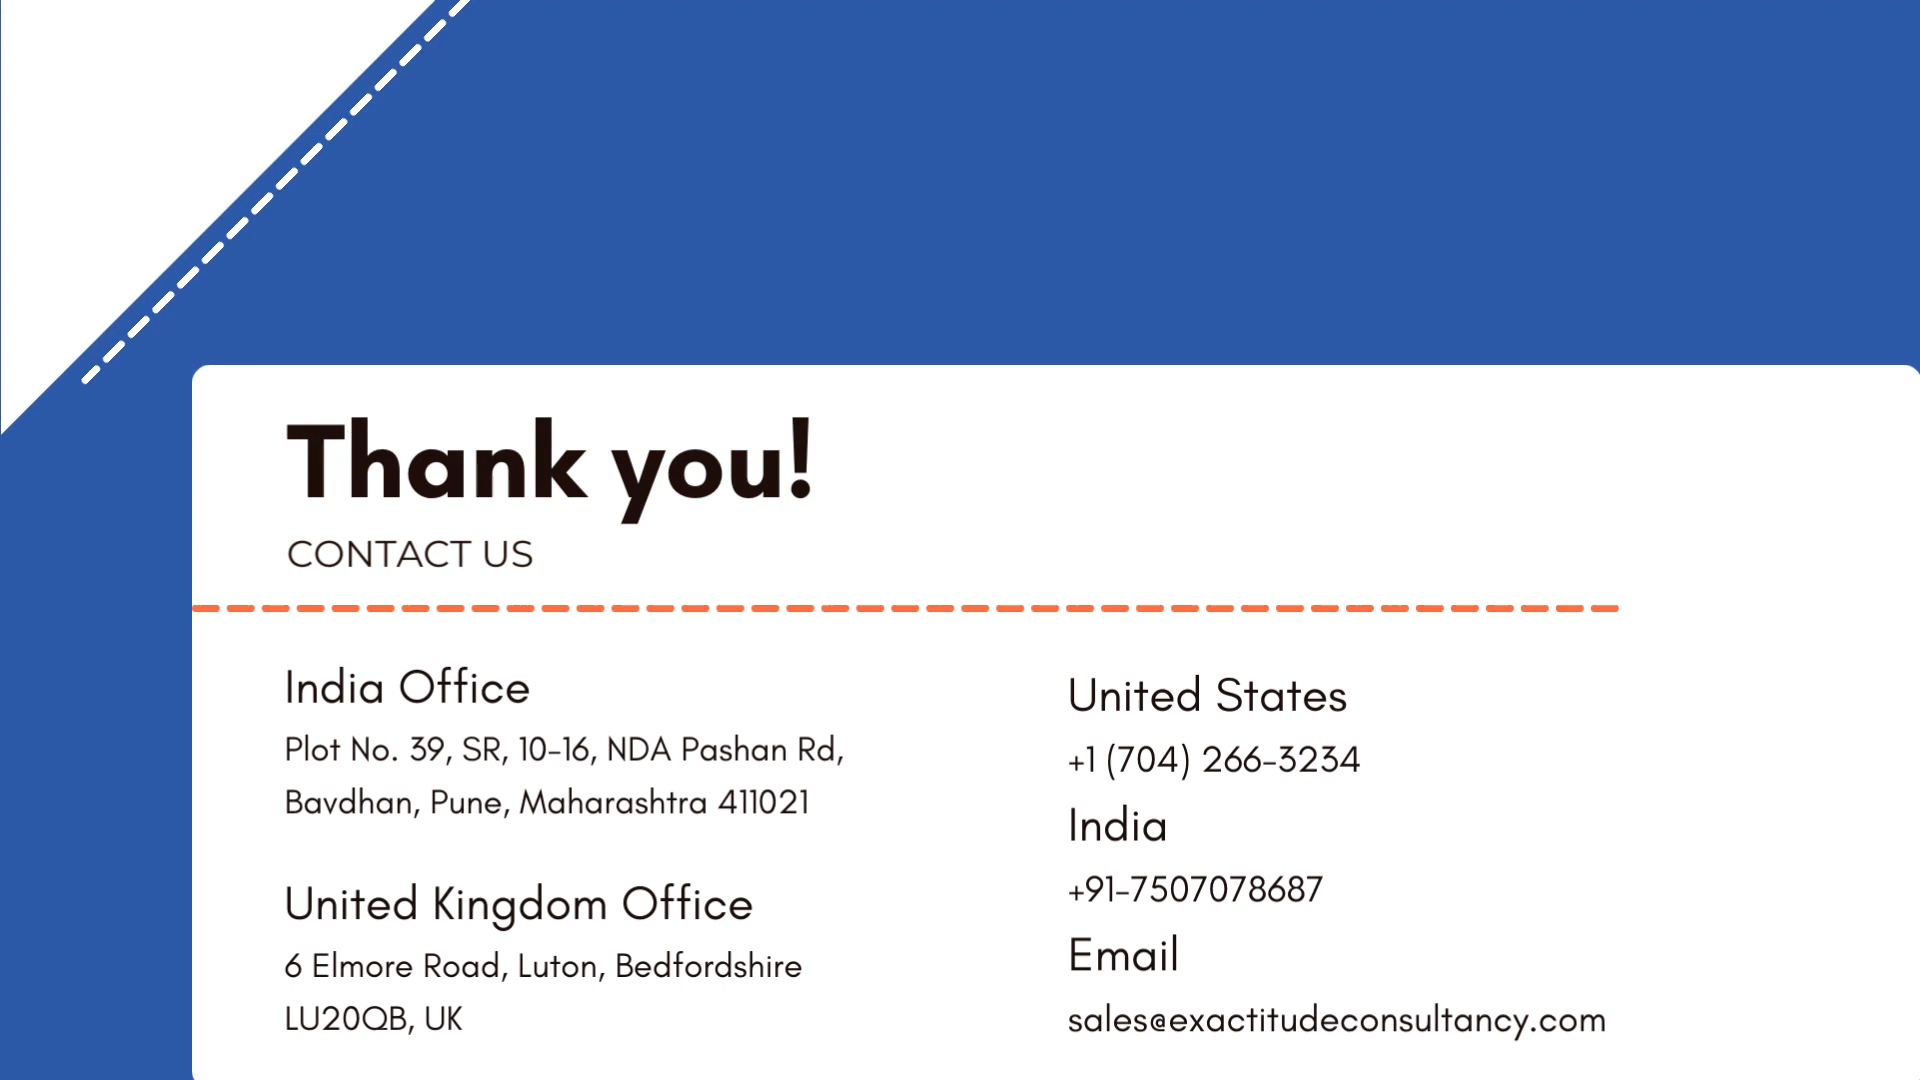 Thank you!
CONTACT US
India Office
Plot No. 39, SR, 10-16, NDA Pashan Rd,
Bavdhan, Pune, Maharashtra 411021
United Kingdom Office
6 Elmore Road, Luton, Bedfordshire
LU20QB, UK
United States
+1 (704) 266-3234
India
+91-7507078687
Email
sales@exactitudeconsultancy.com